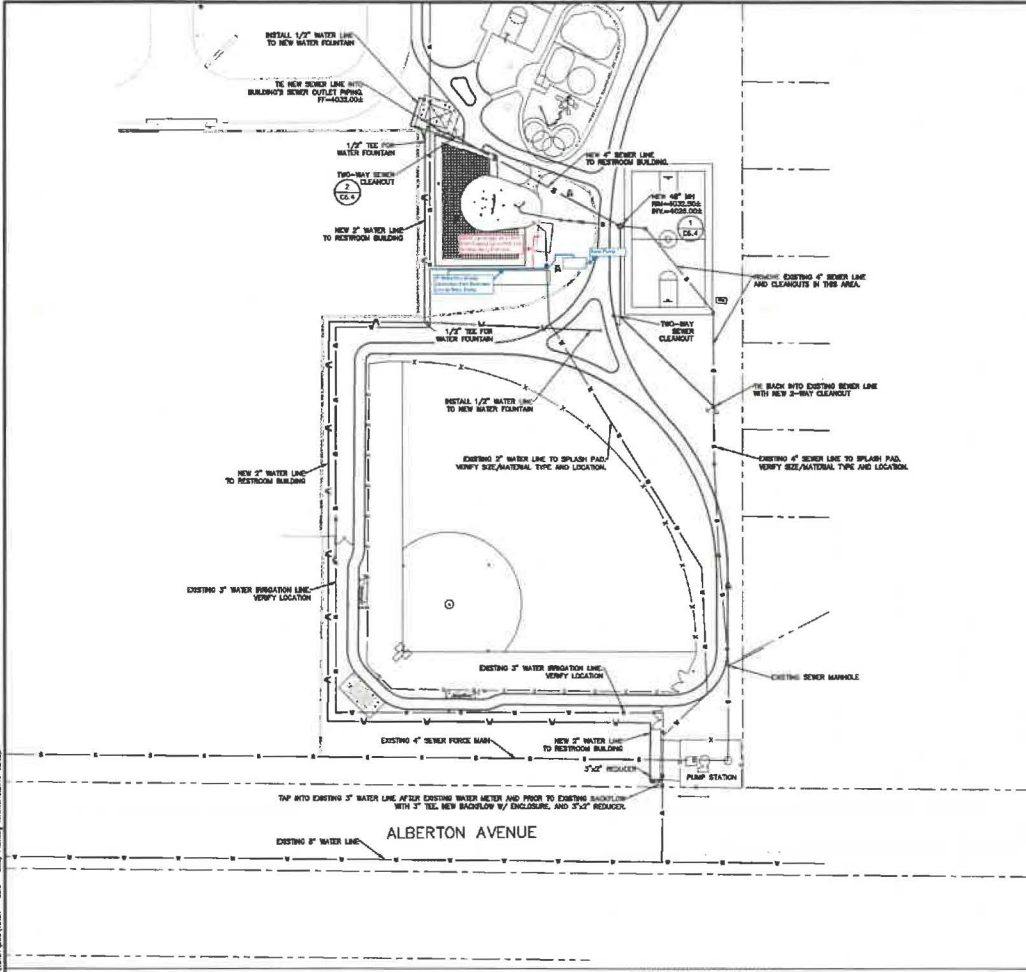 INSTALL 1/2" WATER LINE
TO NEW WATER FOUNTAIN
TIE NEW SEWER LINE INTO
BUILDING'S SEWER OUTLET PIPING.
FF=4033.00±
1/2" TEE FOR
WATER FOUNTAIN
TWO-WAY SEWER
CLEANOUT
2
C6.4
NEW 2" WATER LINE
TO RESTROOM BUILDING
NEW 4" SEWER LINE
TO RESTROOM BUILDING.
NEW 48" MH
1
C6.4
REMOVE EXISTING 4" SEWER LINE
AND CLEANOUTS IN THIS AREA.
1/2" TEE FOR
WATER FOUNTAIN
TWO-WAY
SEWER
CLEANOUT
INSTALL 1/2" WATER LINE
TO NEW WATER FOUNTAIN
TIE BACK INTO EXISTING SEWER LINE
WITH NEW 2-WAY CLEANOUT
EXISTING 2" WATER LINE TO SPLASH PAD.
VERIFY SIZE/MATERIAL TYPE AND LOCATION.
EXISTING 4" SEWER LINE TO SPLASH PAD.
VERIFY SIZE/MATERIAL TYPE AND LOCATION.
NEW 2" WATER LINE
TO RESTROOM BUILDING
EXISTING 3" WATER IRRIGATION LINE.
VERIFY LOCATION
EXISTING 3" WATER IRRIGATION LINE.
VERIFY LOCATION
EXISTING SEWER MANHOLE
EXISTING 4" SEWER FORCE MAIN
NEW 2" WATER LINE
TO RESTROOM BUILDING
3"x2" REDUCER
PUMP STATION
TAP INTO EXISTING 3" WATER LINE AFTER EXISTING WATER METER AND PRIOR TO EXISTING BACKFLOW
WITH 3" TEE, NEW BACKFLOW W/ ENCLOSURE, AND 3"x2" REDUCER.
ALBERTON AVENUE
EXISTING 8" WATER LINE